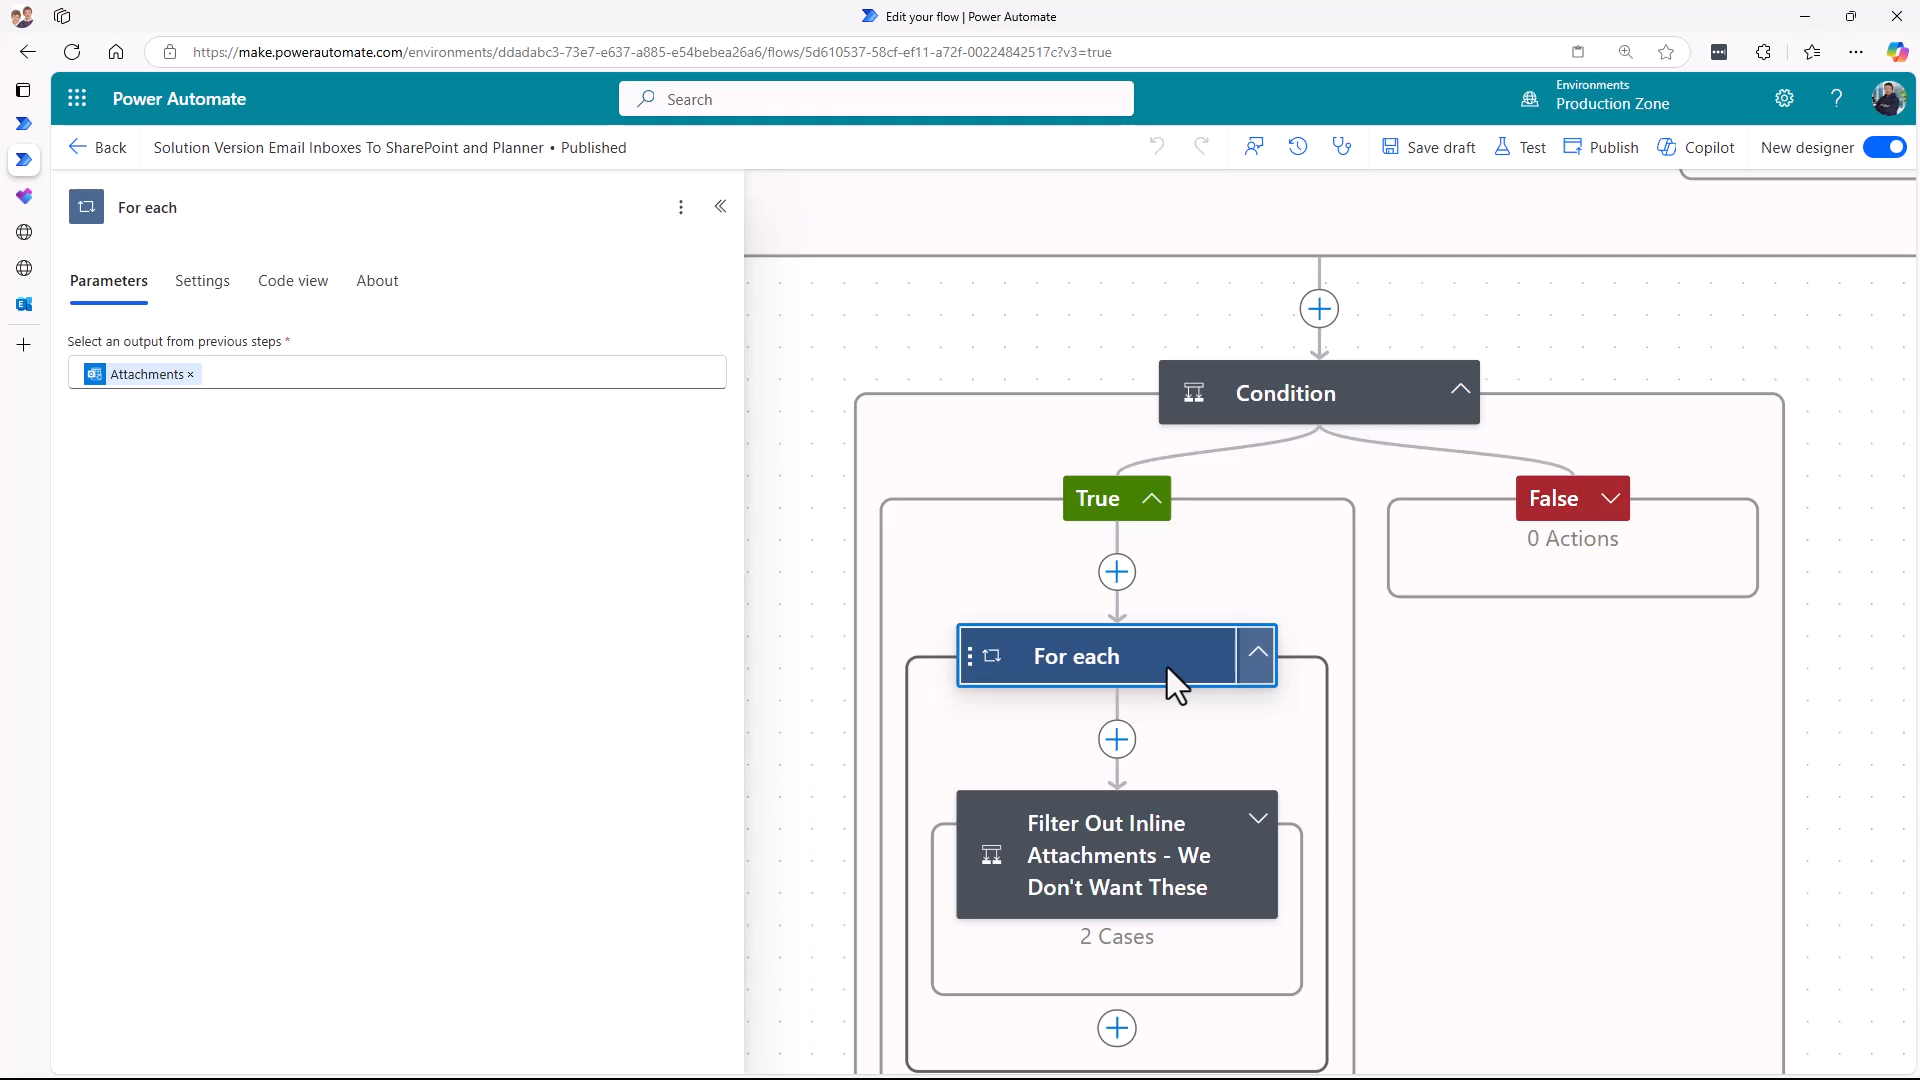 Edit your flow | Power Automate
https://make.powerautomate.com/environments/ddadabc3-73e7-e637-a885-e54bebea26a6/flows/5d610537-58cf-ef11-a72f-00224842517c?v3=true
Power Automate
Search
Environments
Production Zone
Back
Solution Version Email Inboxes To SharePoint and Planner • Published
Save draft
Test
Publish
Copilot
New designer
For each
Parameters
Settings
Code view
About
Select an output from previous steps *
Attachments ×
Condition
True
False
0 Actions
For each
Filter Out Inline
Attachments - We
Don't Want These
2 Cases